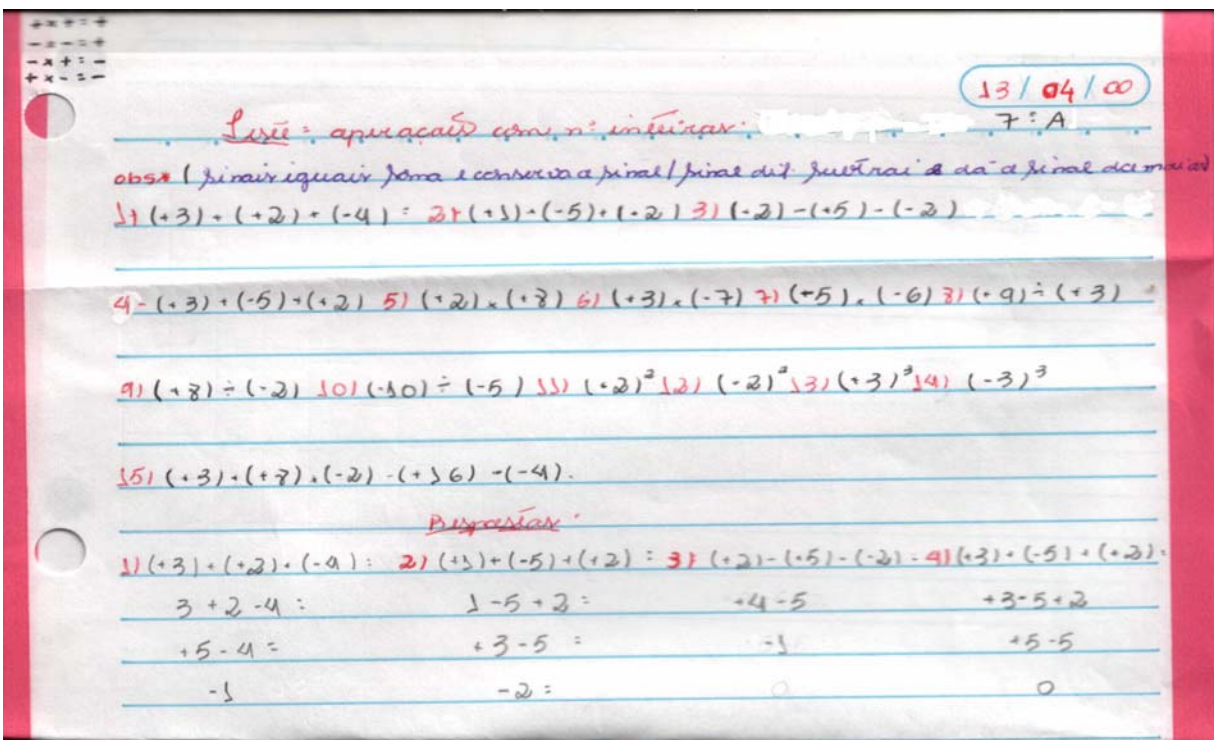 + x + = +
- x - = +
- x + = -
+ x - = -
13/04/00
7ª A
operações com nº inteiros.
obs: (sinais iguais soma e conserva o sinal / sinal dif. subtrai e dá o sinal da maior
1) (+3) + (+2) + (-4) = 2) (+1) + (-5) + (+2) 3) (+2) - (+5) - (-2)
4 - (+3) + (-5) + (+2) 5) (+2) x (+8) 6) (+3) x (-7) 7) (+5) x (-6) 8) (+9) ÷ (+3)
9) (+8) ÷ (-2) 10) (-10) ÷ (-5) 11) (+2)² 12) (-2)² 13) (+3)³ 14) (-3)³
15) (+3) + (+8) + (-2) - (+16) - (-4).
Respostas
1) (+3) + (+2) + (-4) = 2) (+1) + (-5) + (+2) = 3) (+2) - (+5) - (-2) = 4) (+3) + (-5) + (+2) =
3 + 2 - 4 = 1 - 5 + 2 = +4 - 5 +3 - 5 + 2
+5 - 4 = +3 - 5 = -1 +5 - 5
-1 -2 = 0